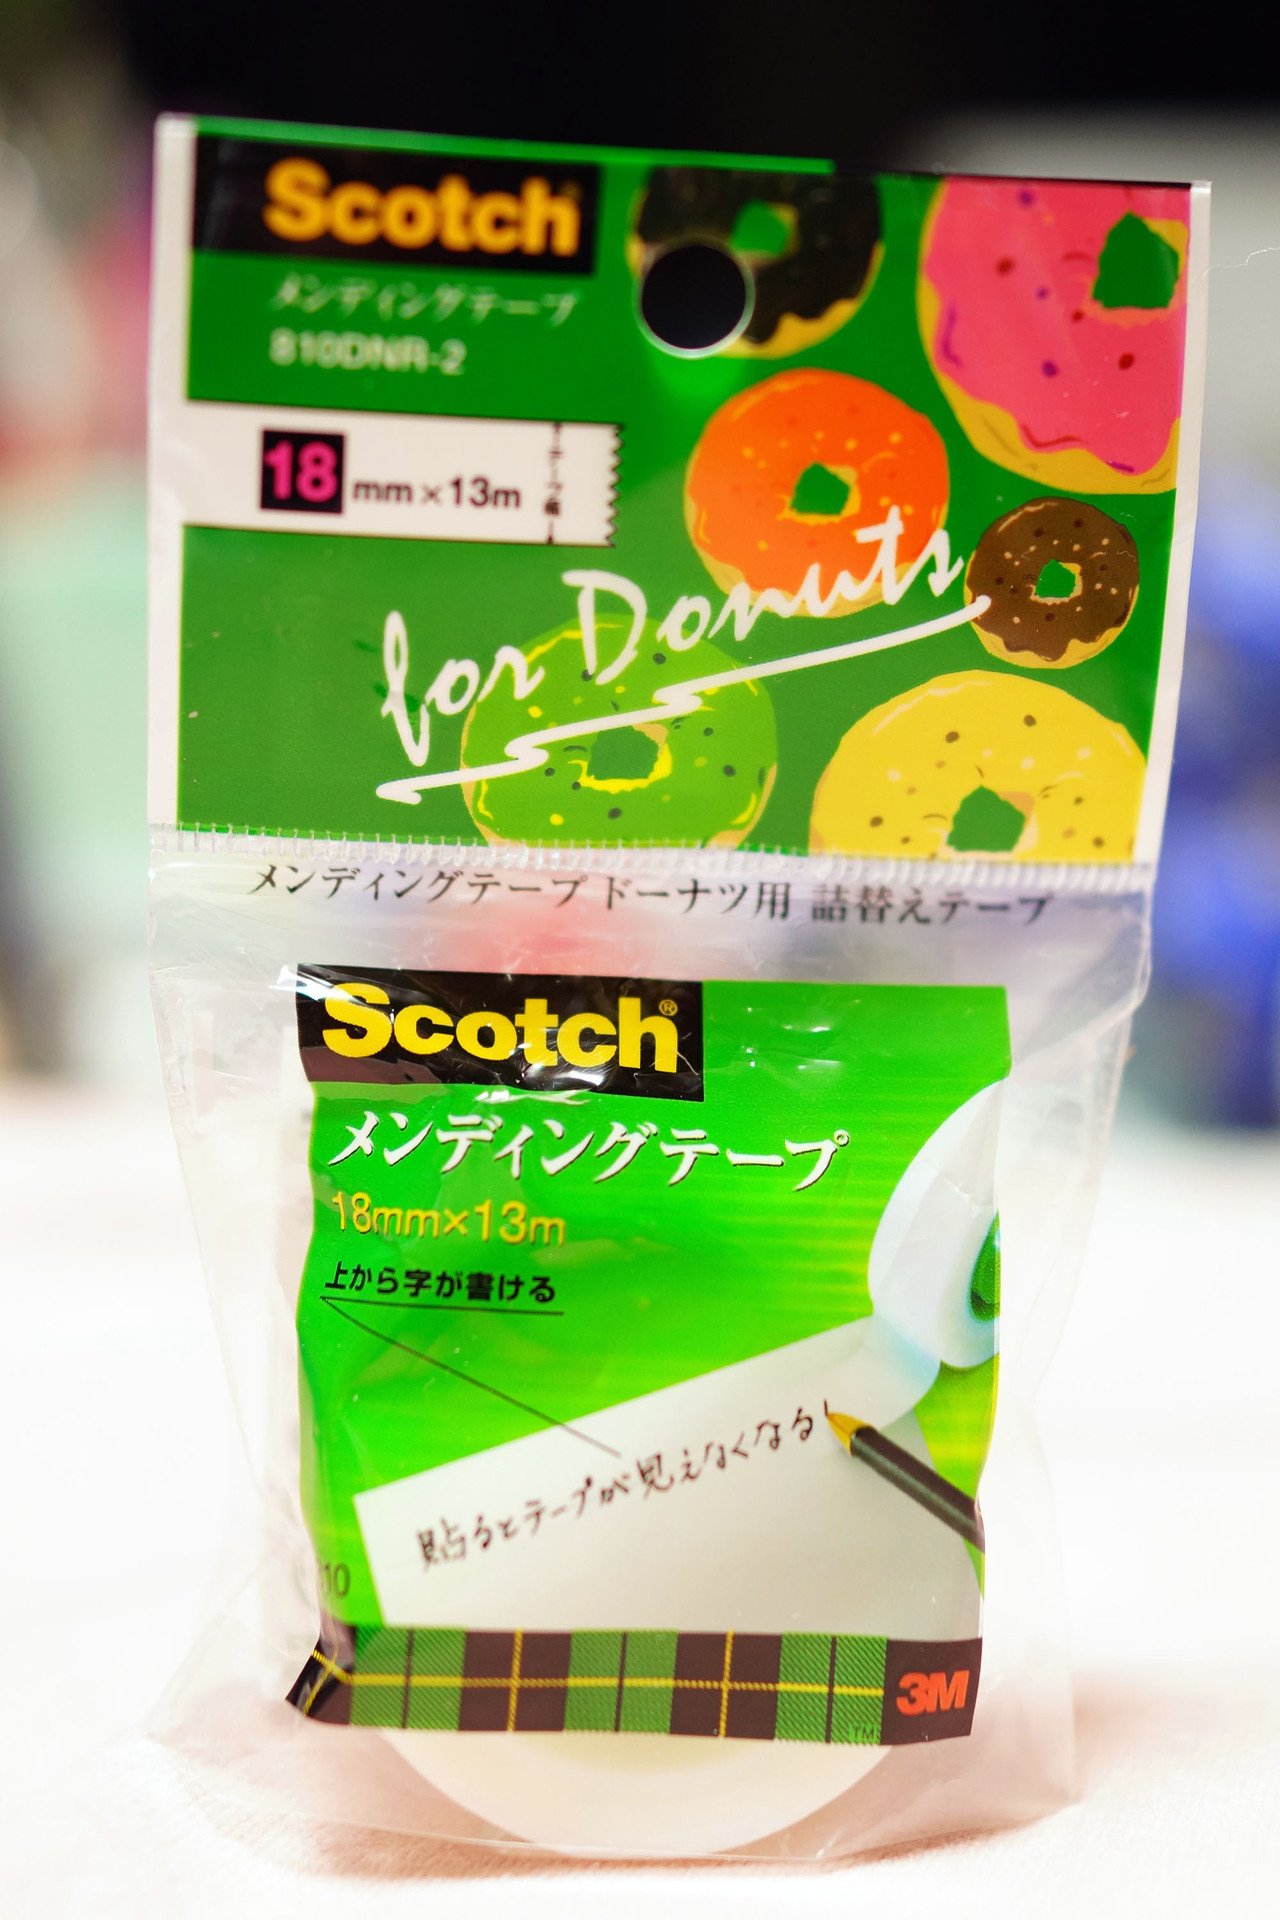 Scotch
メンディングテープ
810DNR-2
18 mm×13m
テープ幅
for Donuts
メンディングテープ ドーナツ用 詰替えテープ
Scotch®
メンディングテープ
18mm×13m
上から字が書ける
貼るとテープが見えなくなる!
10
3M
TM